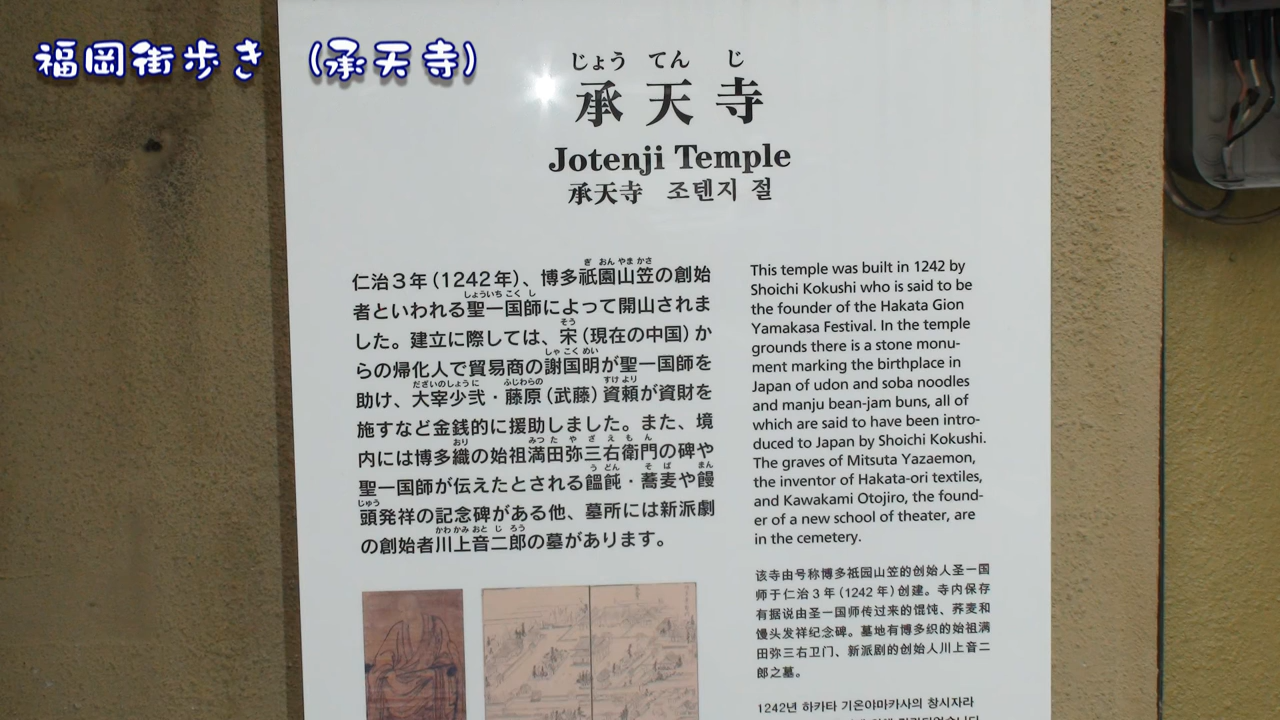 福岡街歩き （承天寺）
じょう てん じ
承天寺
Jotenji Temple
承天寺 조텐지 절
仁治３年（1242年）、博多祇園山笠の創始
者といわれる聖一国師によって開山されま
した。建立に際しては、宋（現在の中国）か
らの帰化人で貿易商の謝国明が聖一国師を
助け、大宰少弐・藤原（武藤）資頼が資財を
施すなど金銭的に援助しました。また、境
内には博多織の始祖満田弥三右衛門の碑や
聖一国師が伝えたとされる饂飩・蕎麦や饅
頭発祥の記念碑がある他、墓所には新派劇
の創始者川上音二郎の墓があります。
This temple was built in 1242 by
Shoichi Kokushi who is said to be
the founder of the Hakata Gion
Yamakasa Festival. In the temple
grounds there is a stone monu-
ment marking the birthplace in
Japan of udon and soba noodles
and manju bean-jam buns, all of
which are said to have been intro-
duced to Japan by Shoichi Kokushi.
The graves of Mitsuta Yazaemon,
the inventor of Hakata-ori textiles,
and Kawakami Otojiro, the found-
er of a new school of theater, are
in the cemetery.
该寺由号称博多祇园山笠的创始人圣一国
师于仁治３年（1242年）创建。寺内保存
有据说由圣一国师传过来的馄饨、荞麦和
馒头发祥纪念碑。墓地有博多织的始祖满
田弥三右卫门、新派剧的创始人川上音二
郎之墓。
1242년 하카타 기온야마카사의 창시자라